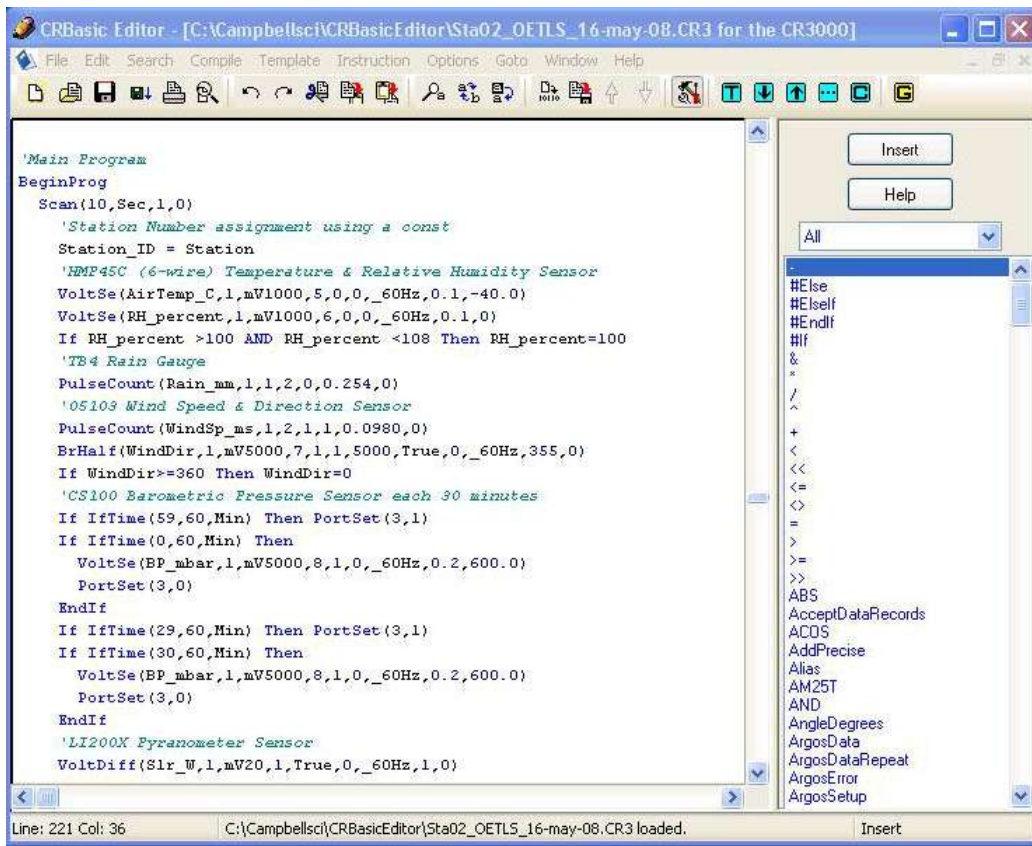 CRBasic Editor - [C:\Campbellsci\CRBasicEditor\Sta02_OETLS_16-may-08.CR3 for the CR3000]
File Edit Search Compile Template Instruction Options Goto Window Help
'Main Program
BeginProg
Scan(10,Sec,1,0)
'Station Number assignment using a const
Station_ID = Station
'HMP45C (6-wire) Temperature & Relative Humidity Sensor
VoltSe(AirTemp_C,1,mV1000,5,0,0,_60Hz,0.1,-40.0)
VoltSe(RH_percent,1,mV1000,6,0,0,_60Hz,0.1,0)
If RH_percent >100 AND RH_percent <108 Then RH_percent=100
'TB4 Rain Gauge
PulseCount(Rain_mm,1,1,2,0,0.254,0)
'05103 Wind Speed & Direction Sensor
PulseCount(WindSp_ms,1,2,1,1,0.0980,0)
BrHalf(WindDir,1,mV5000,7,1,1,5000,True,0,_60Hz,355,0)
If WindDir>=360 Then WindDir=0
'CS100 Barometric Pressure Sensor each 30 minutes
If IfTime(59,60,Min) Then PortSet(3,1)
If IfTime(0,60,Min) Then
VoltSe(BP_mbar,1,mV5000,8,1,0,_60Hz,0.2,600.0)
PortSet(3,0)
EndIf
If IfTime(29,60,Min) Then PortSet(3,1)
If IfTime(30,60,Min) Then
VoltSe(BP_mbar,1,mV5000,8,1,0,_60Hz,0.2,600.0)
PortSet(3,0)
EndIf
'LI200X Pyranometer Sensor
VoltDiff(Slr_W,1,mV20,1,True,0,_60Hz,1,0)
Insert
Help
All
-
#Else
#ElseIf
#EndIf
#If
&
*
/
^
+
<
<<
<=
<>
=
>
>=
>>
ABS
AcceptDataRecords
ACOS
AddPrecise
Alias
AM25T
AND
AngleDegrees
ArgosData
ArgosDataRepeat
ArgosError
ArgosSetup
Line: 221 Col: 36
C:\Campbellsci\CRBasicEditor\Sta02_OETLS_16-may-08.CR3 loaded.
Insert